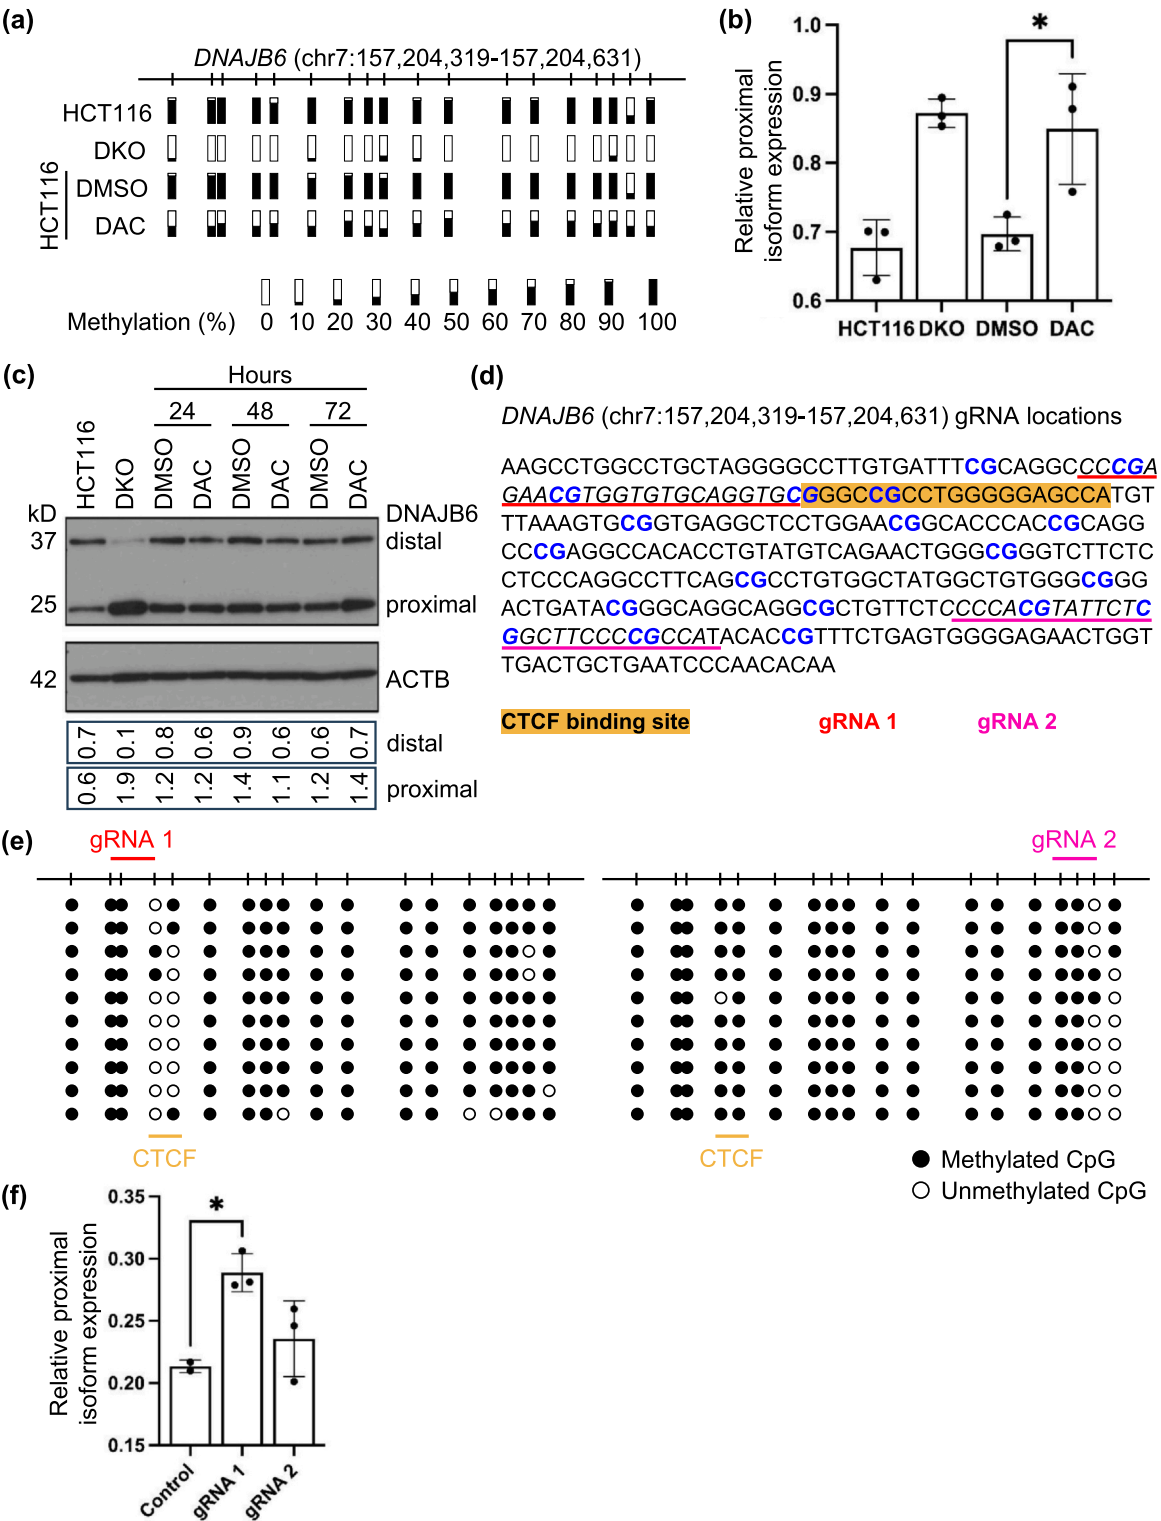 (a)
DNAJB6 (chr7:157,204,319-157,204,631)
HCT116
DKO
HCT116
DMSO
DAC
Methylation (%) 0 10 20 30 40 50 60 70 80 90 100
(b)
Relative proximal
isoform expression
1.0
0.9
0.8
0.7
0.6
*
HCT116 DKO DMSO DAC
(c)
Hours
24 48 72
HCT116 DKO DMSO DAC DMSO DAC DMSO DAC
kD
37
25
42
DNAJB6
distal
proximal
ACTB
0.7 0.1 0.8 0.6 0.9 0.6 0.6 0.7 distal
0.6 1.9 1.2 1.2 1.4 1.1 1.2 1.4 proximal
(d)
DNAJB6 (chr7:157,204,319-157,204,631) gRNA locations
AAGCCTGGCCTGCTAGGGGCCTTGTGATTTCGCAGGCCCCGA
GAACGTGGTGTGCAGGTGCGGGCCGCCTGGGGGAGCCATGT
TTAAAGTGCGGTGAGGCTCCTGGAACGGCACCCACCGCAGG
CCCGAGGCCACACCTGTATGTCAGAACTGGGCGGGTCTTCTC
CTCCCAGGCCTTCAGCGCCTGTGGCTATGGCTGTGGGCGGG
ACTGATACGGGCAGGCAGGCGCTGTTCTCCCCCACGTATTCTC
GGGCTTCCCCGCCATACACCGTTTCTGAGTGGGGAGAACTGGT
TGACTGCTGAATCCCAACACAA
CTCF binding site gRNA 1 gRNA 2
(e)
gRNA 1
gRNA 2
CTCF
CTCF
Methylated CpG
Unmethylated CpG
(f)
Relative proximal
isoform expression
0.35
0.30
0.25
0.20
0.15
*
Control gRNA 1 gRNA 2